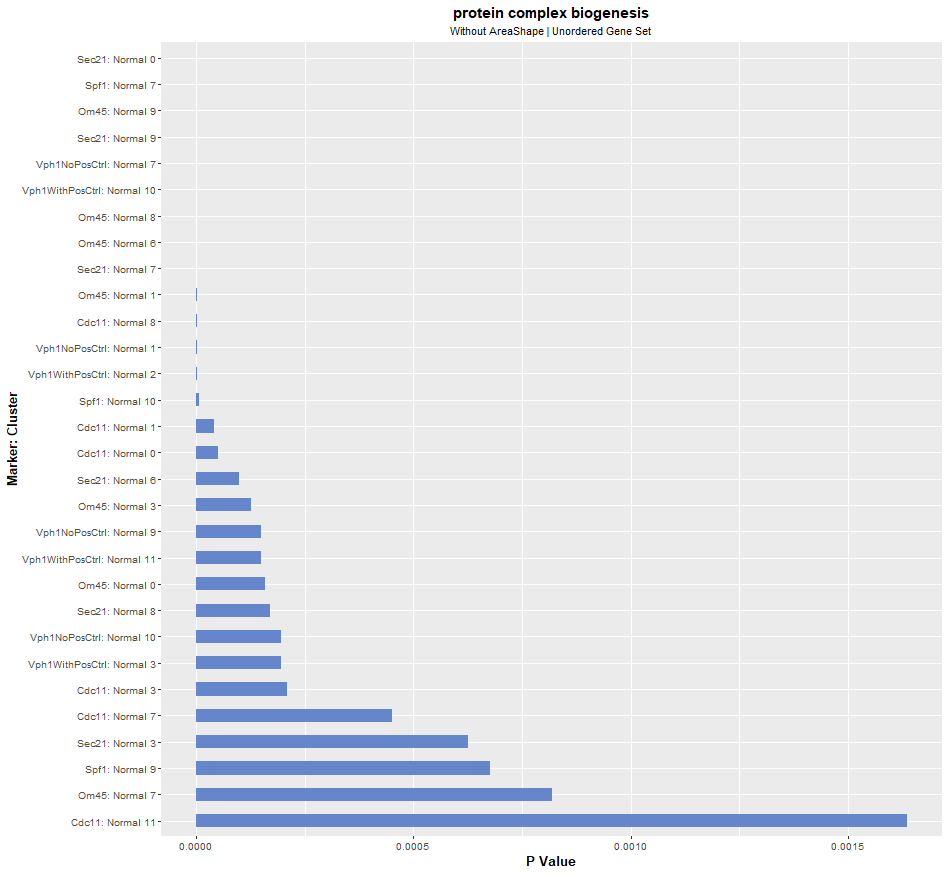 protein complex biogenesis
Without AreaShape | Unordered Gene Set
Marker: Cluster
Sec21: Normal 0
Spf1: Normal 7
Om45: Normal 9
Sec21: Normal 9
Vph1NoPosCtrl: Normal 7
Vph1WithPosCtrl: Normal 10
Om45: Normal 8
Om45: Normal 6
Sec21: Normal 7
Om45: Normal 1
Cdc11: Normal 8
Vph1NoPosCtrl: Normal 1
Vph1WithPosCtrl: Normal 2
Spf1: Normal 10
Cdc11: Normal 1
Cdc11: Normal 0
Sec21: Normal 6
Om45: Normal 3
Vph1NoPosCtrl: Normal 9
Vph1WithPosCtrl: Normal 11
Om45: Normal 0
Sec21: Normal 8
Vph1NoPosCtrl: Normal 10
Vph1WithPosCtrl: Normal 3
Cdc11: Normal 3
Cdc11: Normal 7
Sec21: Normal 3
Spf1: Normal 9
Om45: Normal 7
Cdc11: Normal 11
0.0000 0.0005 0.0010 0.0015
P Value